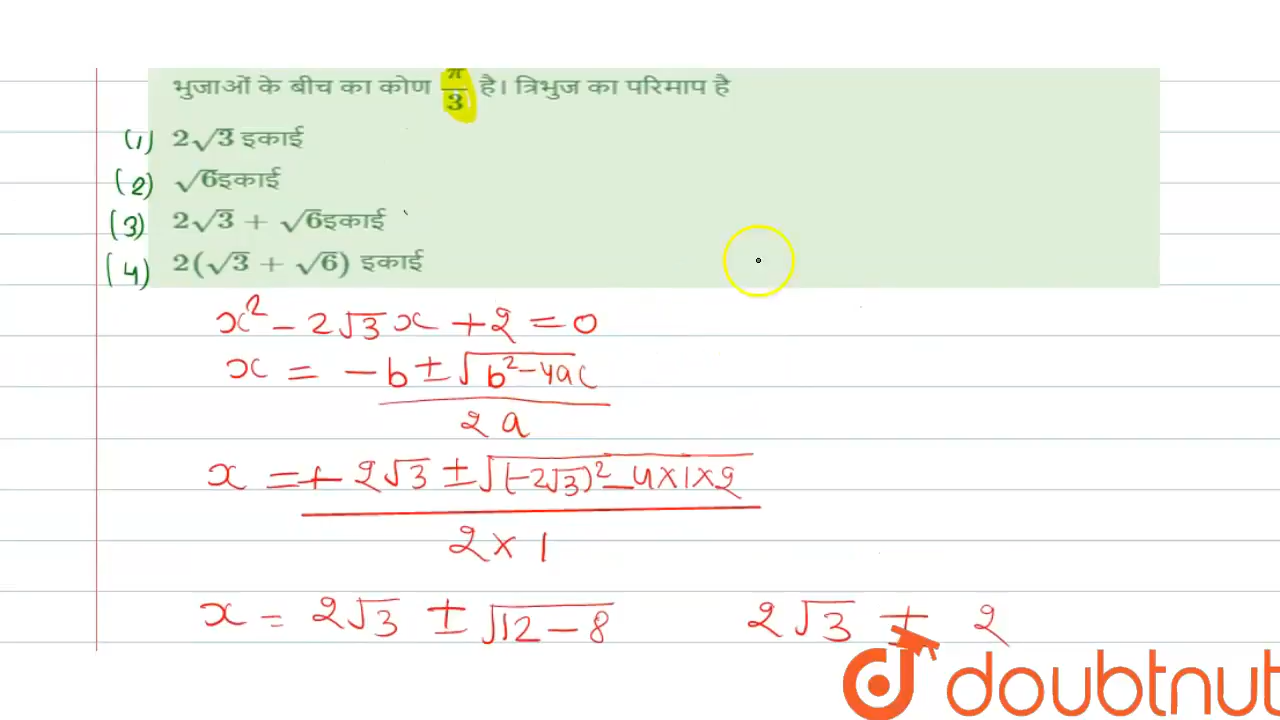 भुजाओं के बीच का कोण π/3 है। त्रिभुज का परिमाप है
(1) 2√3 इकाई
(2) √6इकाई
(3) 2√3 + √6इकाई
(4) 2(√3 + √6) इकाई
x² - 2√3x + 2 = 0
x = -b ± √b²-4ac / 2a
x = + 2√3 ± √(-2√3)² - 4×1×2 / 2 × 1
x = 2√3 ± √12 - 8   2√3 ± 2
doubtnut